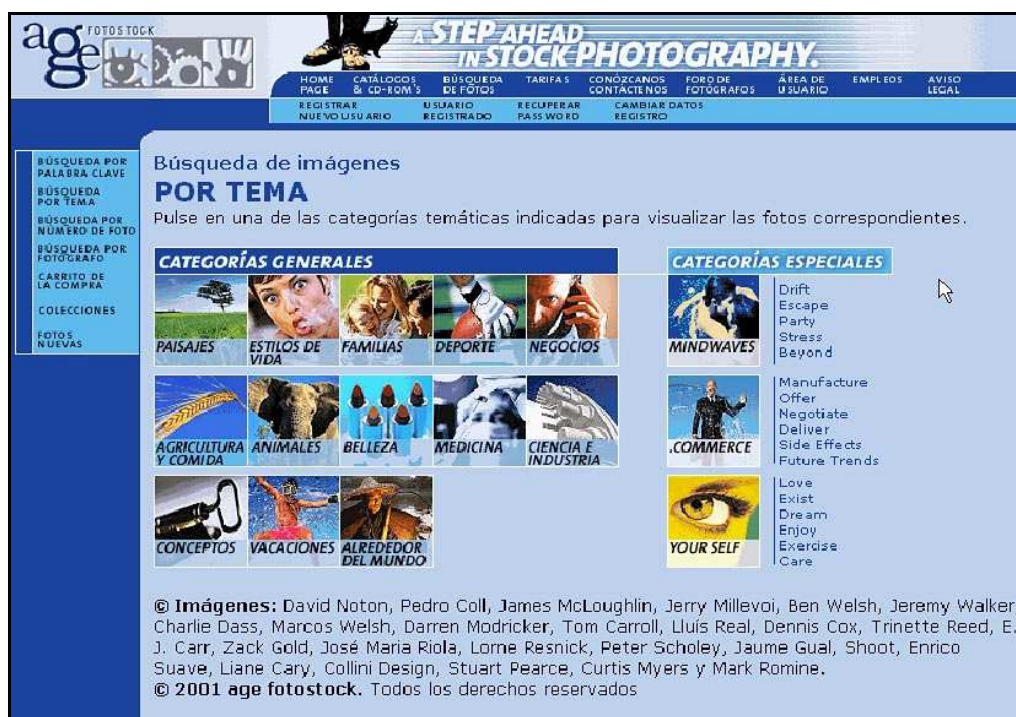 age FOTOSTOCK
A STEP AHEAD
IN STOCK PHOTOGRAPHY.
HOME PAGE
CATÁLOGOS & CD-ROM'S
BÚSQUEDA DE FOTOS
TARIFAS
CONÓZCANOS CONTÁCTENOS
FORO DE FOTÓGRAFOS
ÁREA DE USUARIO
EMPLEOS
AVISO LEGAL
REGISTRAR NUEVO USUARIO
USUARIO REGISTRADO
RECUPERAR PASSWORD
CAMBIAR DATOS REGISTRO
BÚSQUEDA POR
PALABRA CLAVE
BÚSQUEDA
POR TEMA
BÚSQUEDA POR
NÚMERO DE FOTO
BÚSQUEDA POR
FOTÓGRAFO
CARRITO DE
LA COMPRA
COLECCIONES
FOTOS
NUEVAS
Búsqueda de imágenes
POR TEMA
Pulse en una de las categorías temáticas indicadas para visualizar las fotos correspondientes.
CATEGORÍAS GENERALES
PAISAJES
ESTILOS DE
VIDA
FAMILIAS
DEPORTE
NEGOCIOS
AGRICULTURA
Y COMIDA
ANIMALES
BELLEZA
MEDICINA
CIENCIA E
INDUSTRIA
CONCEPTOS
VACACIONES
ALREDEDOR
DEL MUNDO
CATEGORÍAS ESPECIALES
MINDWAVES
Drift
Escape
Party
Stress
Beyond
.COMMERCE
Manufacture
Offer
Negotiate
Deliver
Side Effects
Future Trends
YOUR SELF
Love
Exist
Dream
Enjoy
Exercise
Care
© Imágenes: David Noton, Pedro Coll, James McLoughlin, Jerry Millevoi, Ben Welsh, Jeremy Walker
Charlie Dass, Marcos Welsh, Darren Modricker, Tom Carroll, Lluís Real, Dennis Cox, Trinette Reed, E.
J. Carr, Zack Gold, José Maria Riola, Lorne Resnick, Peter Scholey, Jaume Gual, Shoot, Enrico
Suave, Liane Cary, Collini Design, Stuart Pearce, Curtis Myers y Mark Romine.
© 2001 age fotostock. Todos los derechos reservados